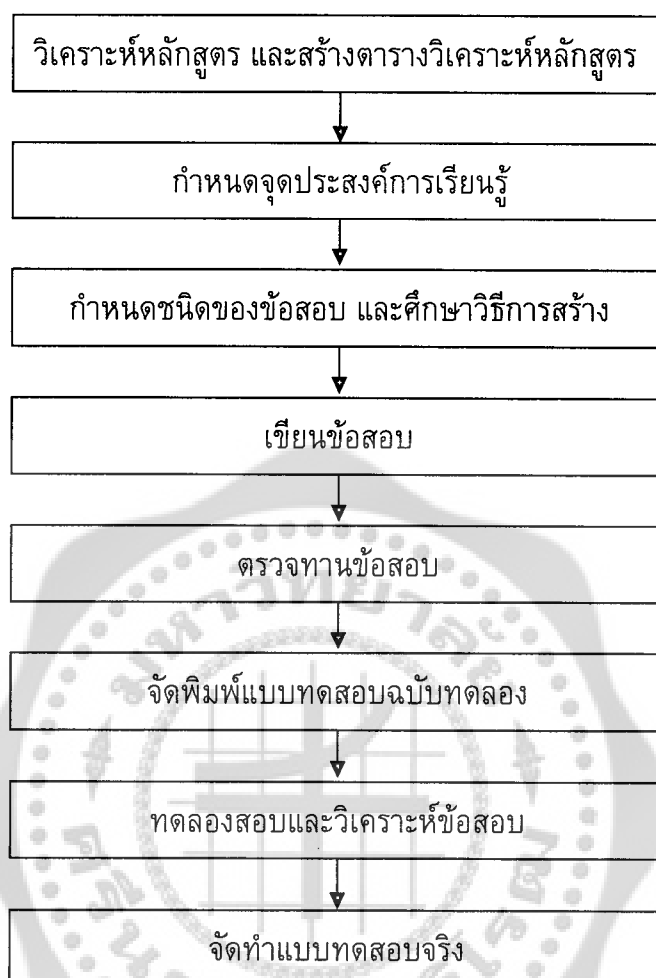 วิเคราะห์หลักสูตร และสร้างตารางวิเคราะห์หลักสูตร
กำหนดจุดประสงค์การเรียนรู้
กำหนดชนิดของข้อสอบ และศึกษาวิธีการสร้าง
เขียนข้อสอบ
ตรวจทานข้อสอบ
มหาวิทยาลัย
จัดพิมพ์แบบทดสอบฉบับทดลอง
ทดลองสอบและวิเคราะห์ข้อสอบ
จัดทำแบบทดสอบจริง